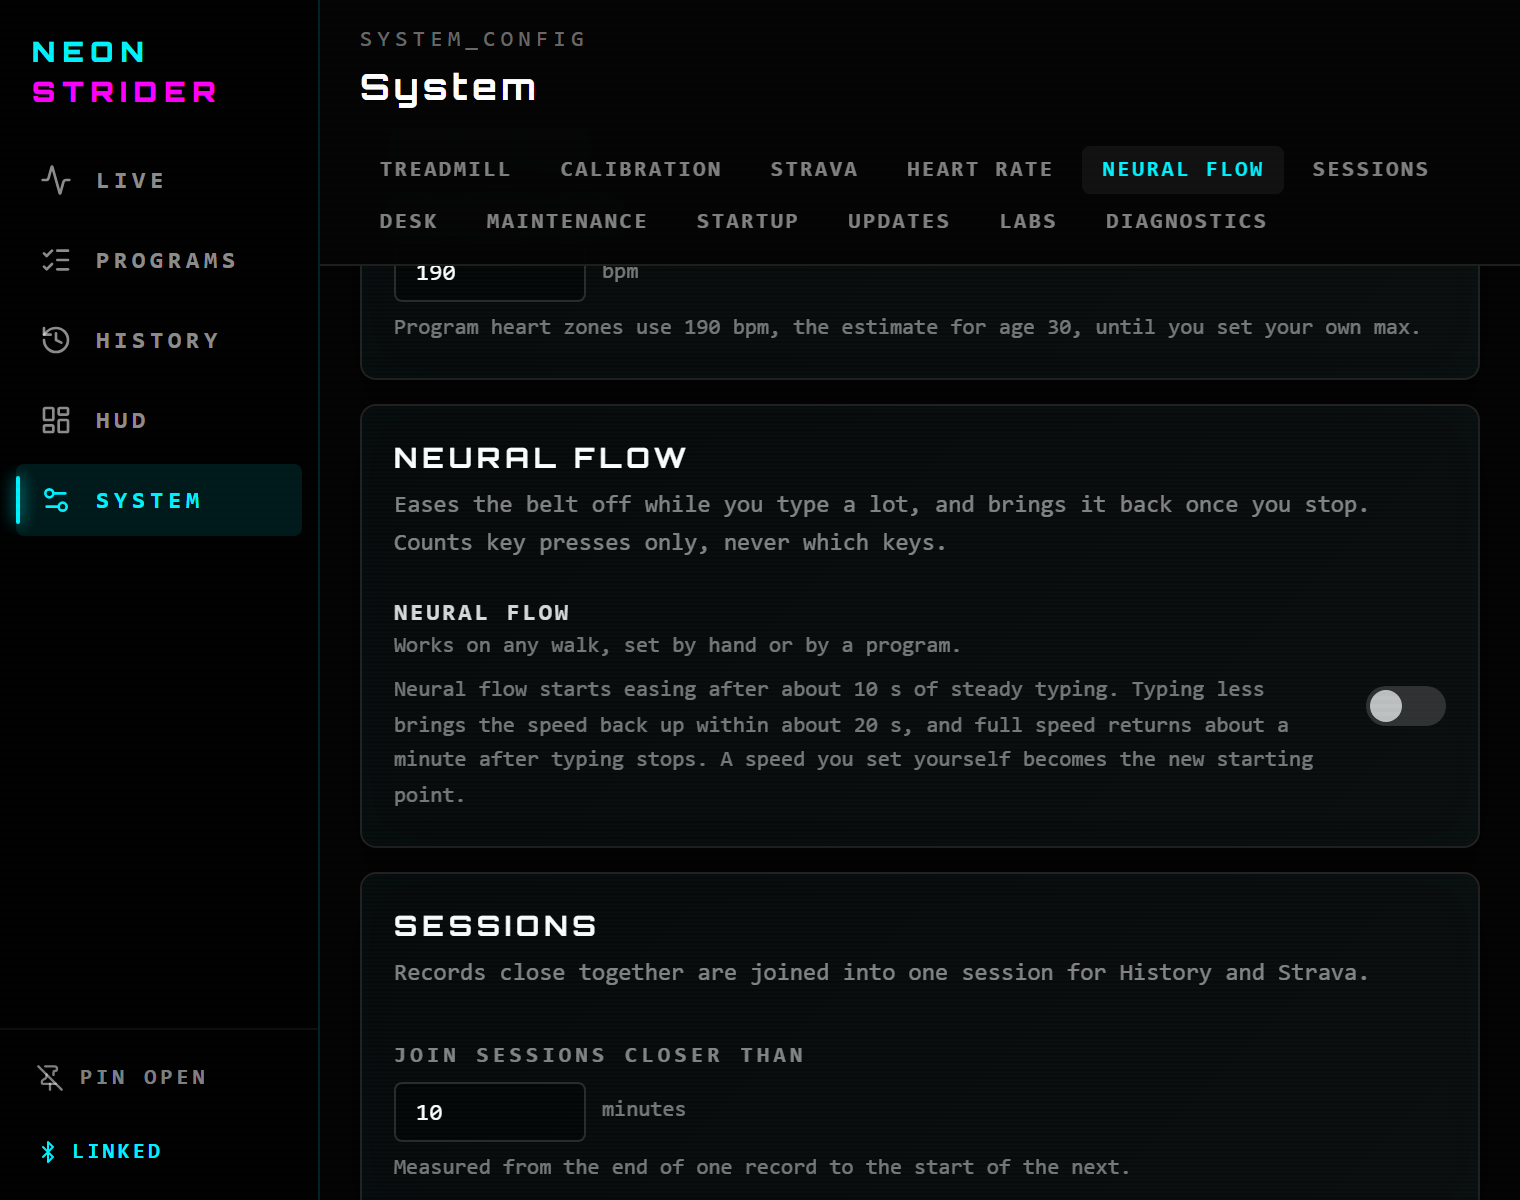 NEON
STRIDER
LIVE
PROGRAMS
HISTORY
HUD
SYSTEM
PIN OPEN
LINKED
SYSTEM_CONFIG
System
TREADMILL CALIBRATION STRAVA HEART RATE NEURAL FLOW SESSIONS
DESK MAINTENANCE STARTUP UPDATES LABS DIAGNOSTICS
190 bpm
Program heart zones use 190 bpm, the estimate for age 30, until you set your own max.
NEURAL FLOW
Eases the belt off while you type a lot, and brings it back once you stop.
Counts key presses only, never which keys.
NEURAL FLOW
Works on any walk, set by hand or by a program.
Neural flow starts easing after about 10 s of steady typing. Typing less
brings the speed back up within about 20 s, and full speed returns about a
minute after typing stops. A speed you set yourself becomes the new starting
point.
SESSIONS
Records close together are joined into one session for History and Strava.
JOIN SESSIONS CLOSER THAN
10 minutes
Measured from the end of one record to the start of the next.